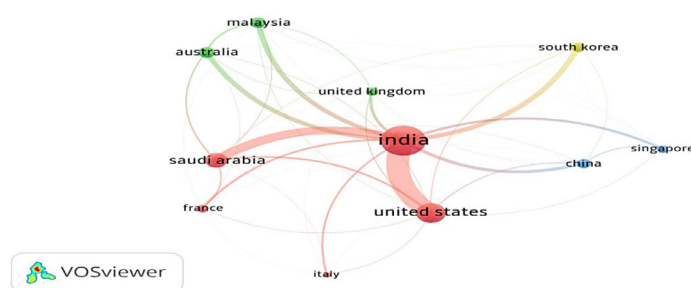 malaysia
australia
south korea
united kingdom
india
singapore
saudi arabia
china
france
united states
italy
VOSviewer